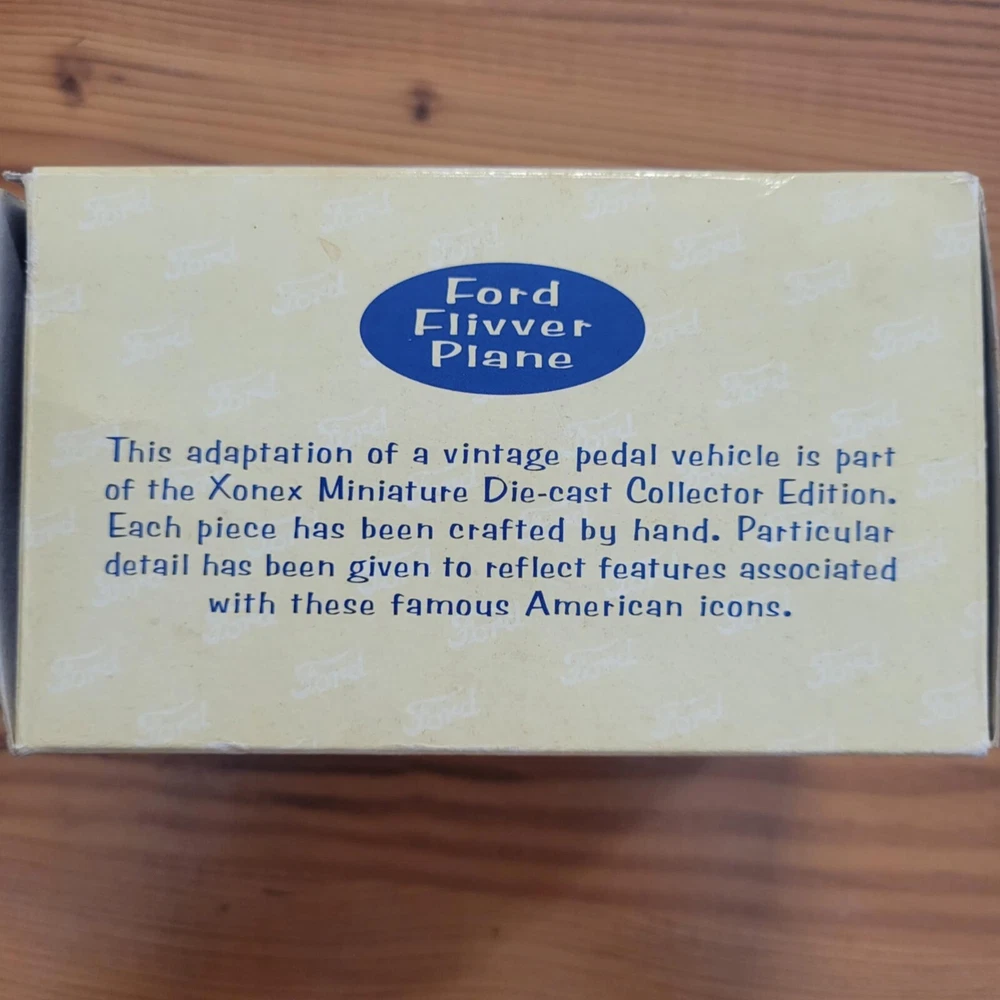 Ford
Flivver
Plane
This adaptation of a vintage pedal vehicle is part
of the Xonex Miniature Die-cast Collector Edition.
Each piece has been crafted by hand. Particular
detail has been given to reflect features associated
with these famous American icons.